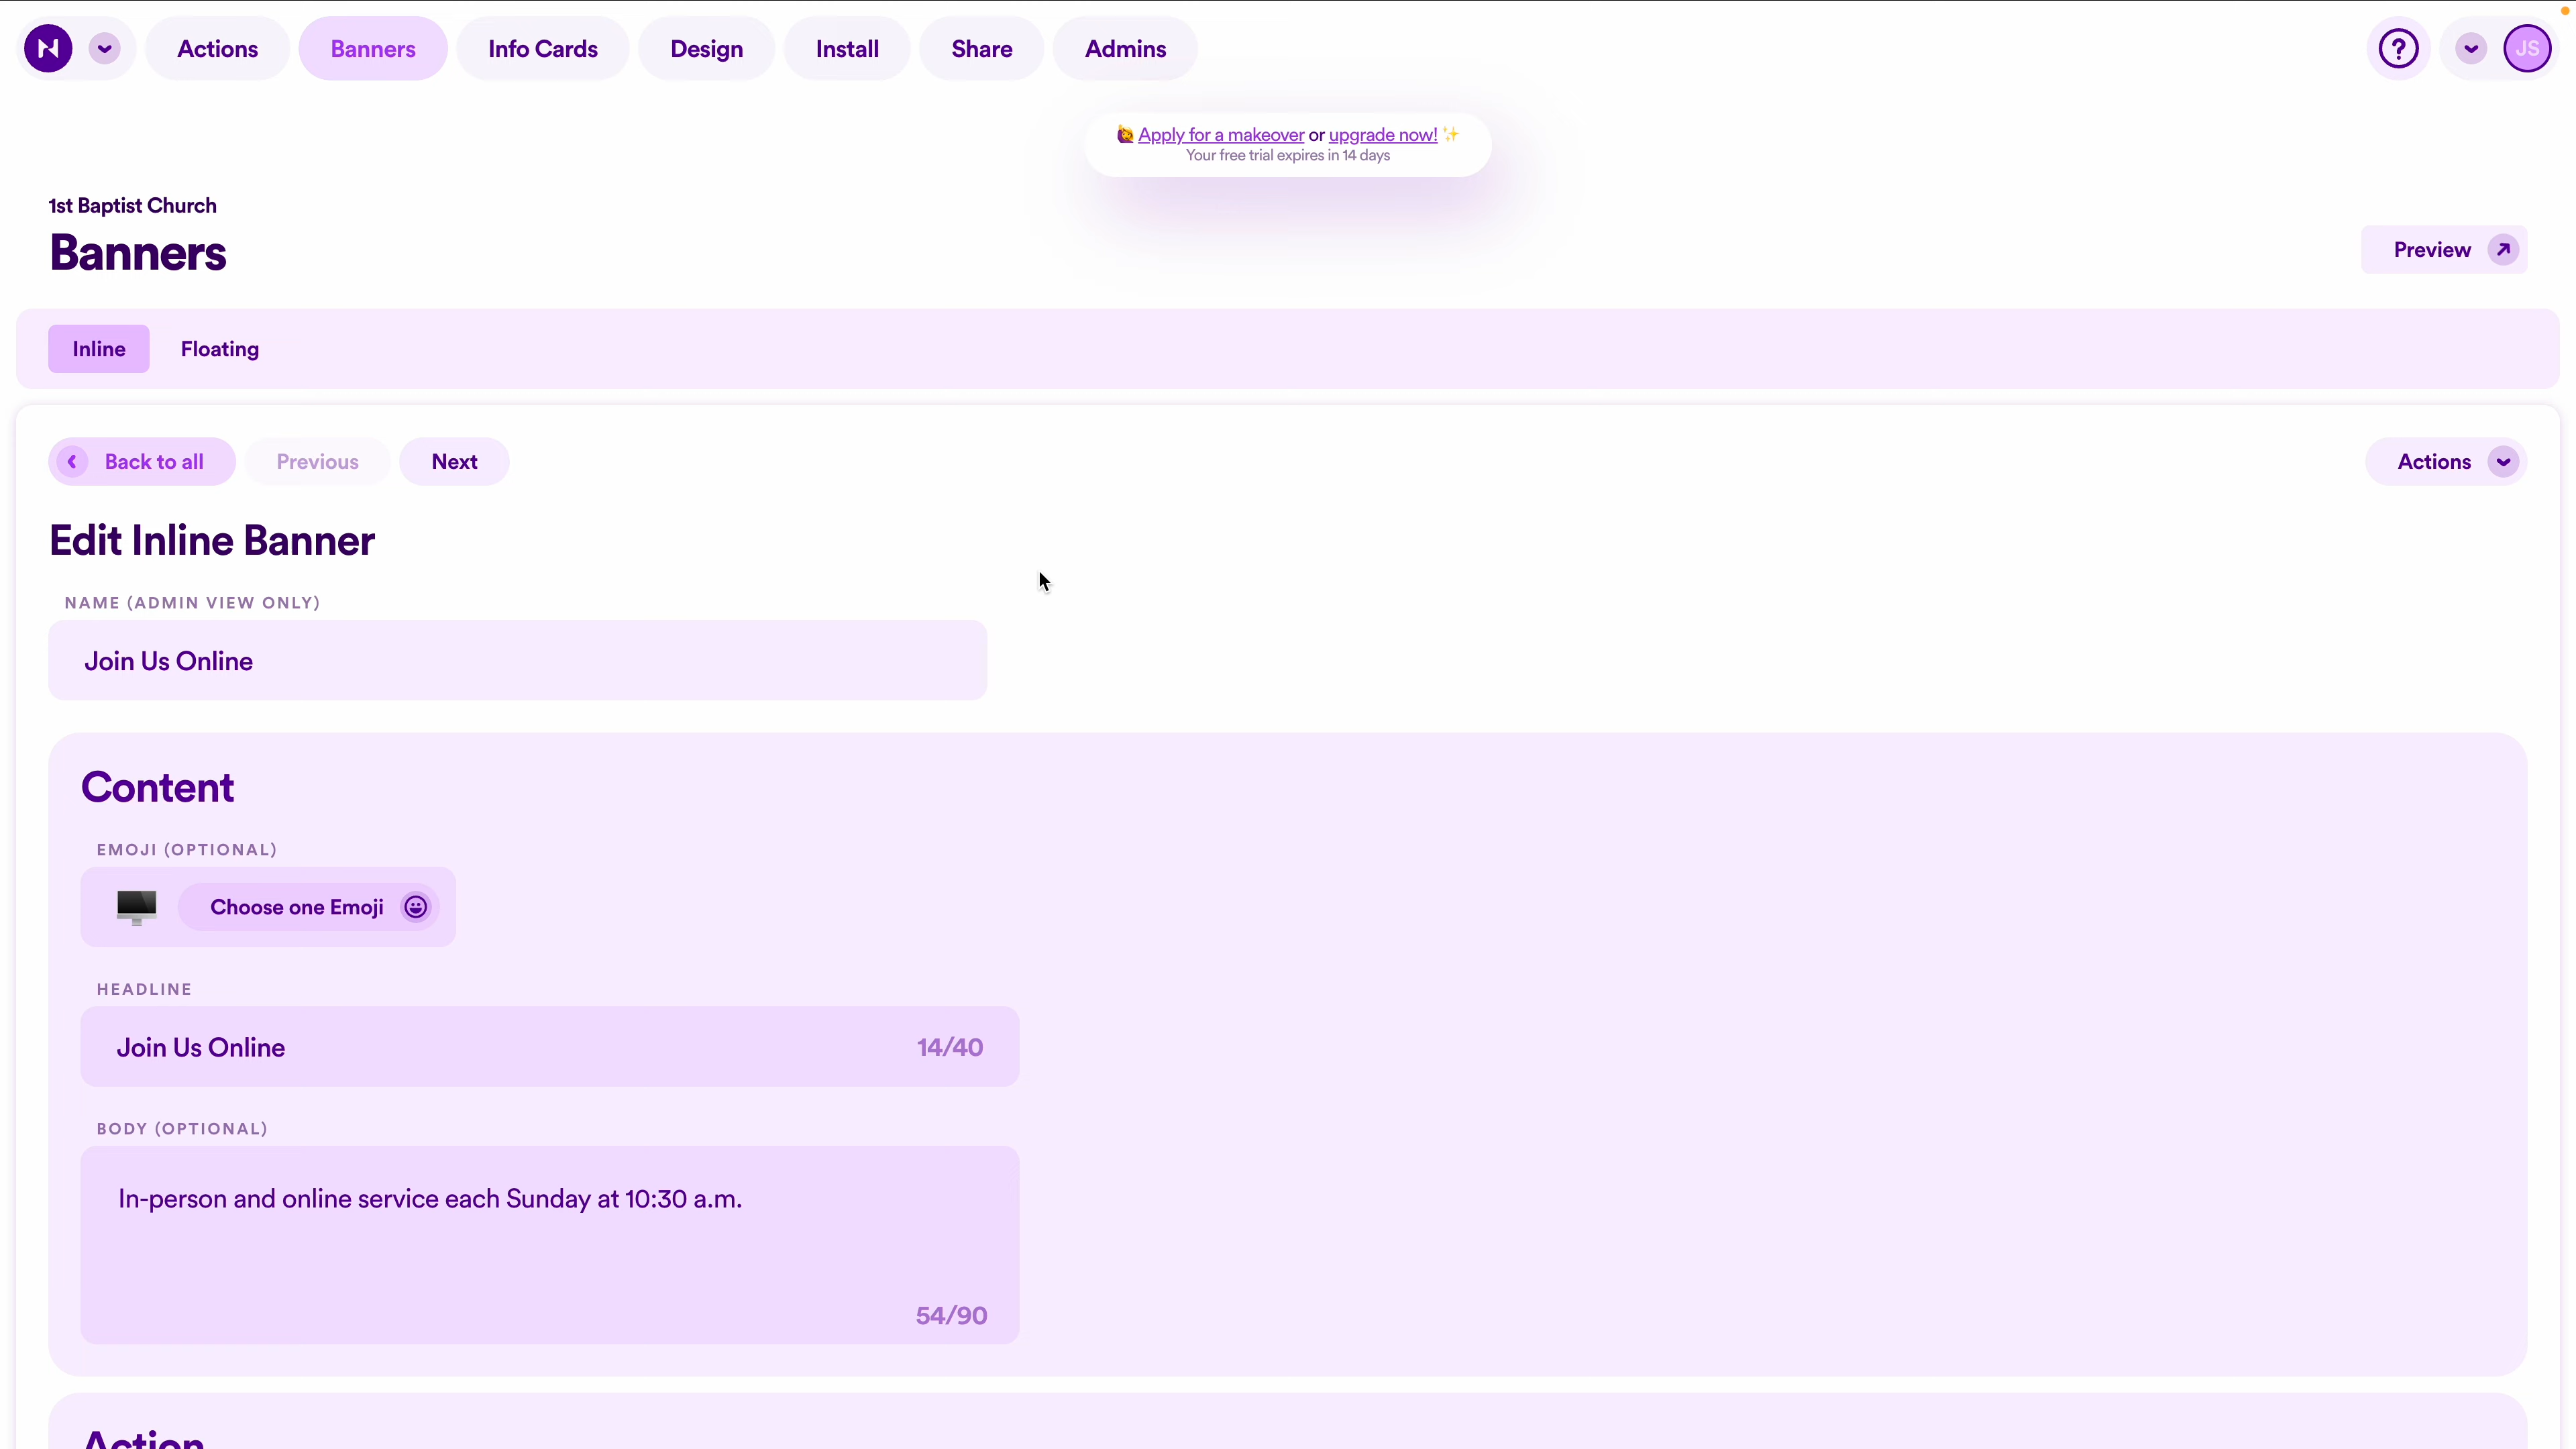 Actions
Banners
Info Cards
Design
Install
Share
Admins
JS
🙋 Apply for a makeover or upgrade now! ✨
Your free trial expires in 14 days
1st Baptist Church
Banners
Preview
Inline
Floating
Back to all
Previous
Next
Actions
Edit Inline Banner
NAME (ADMIN VIEW ONLY)
Join Us Online
Content
EMOJI (OPTIONAL)
Choose one Emoji
HEADLINE
Join Us Online
14/40
BODY (OPTIONAL)
In-person and online service each Sunday at 10:30 a.m.
54/90
Action